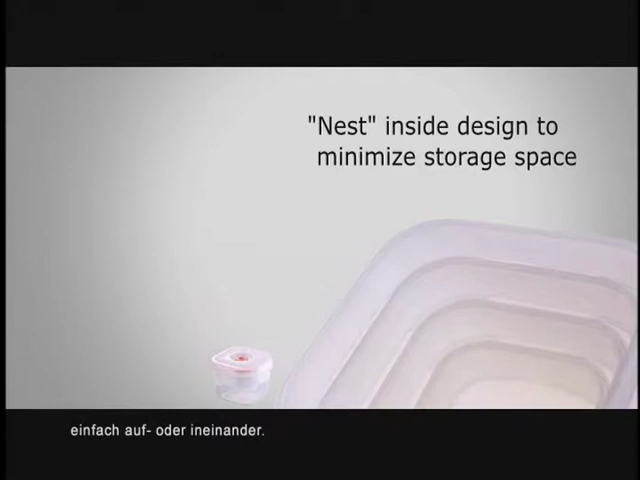 "Nest" inside design to
minimize storage space
einfach auf- oder ineinander.